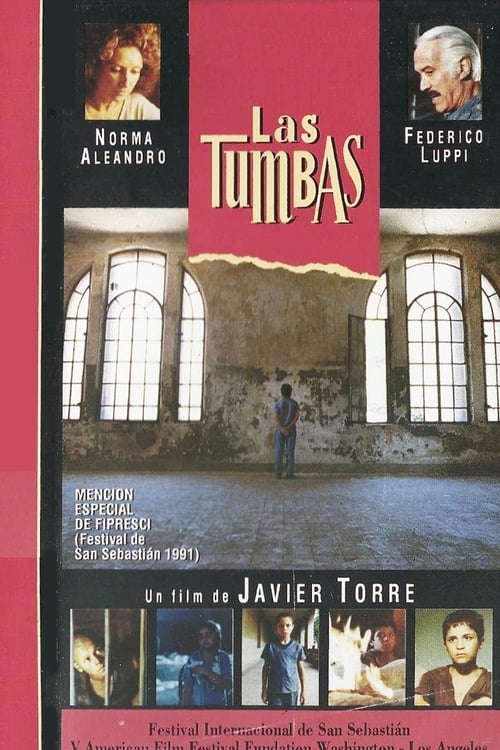 NORMA
ALEANDRO
LAS
TUMBAS
FEDERICO
LUPPI
MENCION
ESPECIAL
DE FIPRESCI
(Festival de
San Sebastián 1991)
Un film de JAVIER TORRE
Festival Internacional de San Sebastián
V American Film Festival Fundation Washington - Los Angeles